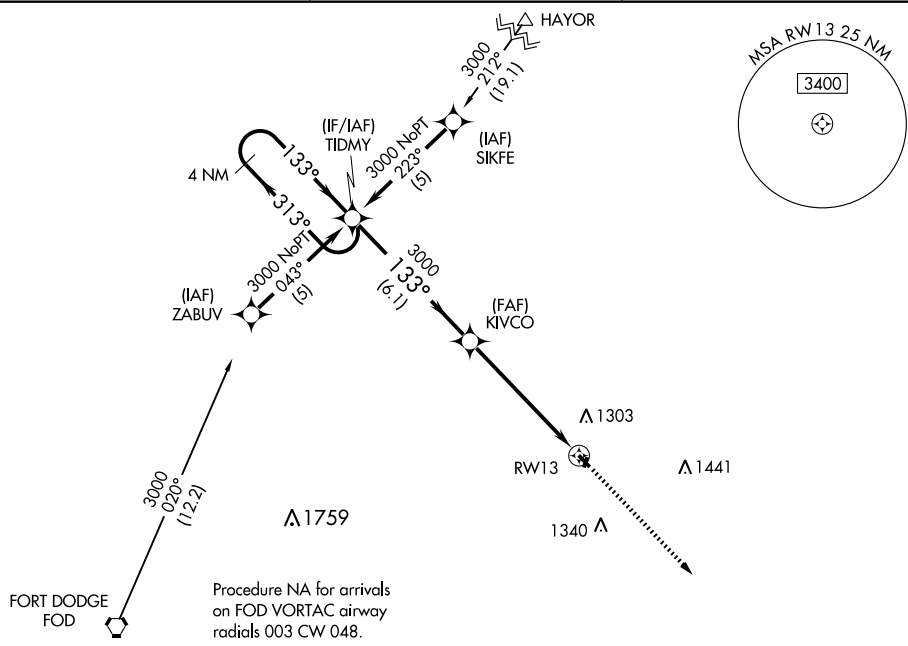 HAYOR
3000
212°
(19.1)
MSA RW13 25 NM
3400
(IF/IAF)
TIDMY
3000 NoPT
223°
(5)
(IAF)
SIKFE
4 NM
133°
313°
3000 NoPT
043°
(5)
(IAF)
ZABUV
3000
133°
(6.1)
(FAF)
KIVCO
1303
RW13
1441
1340
3000
020°
(12.2)
1759
FORT DODGE
FOD
Procedure NA for arrivals
on FOD VORTAC airway
radials 003 CW 048.